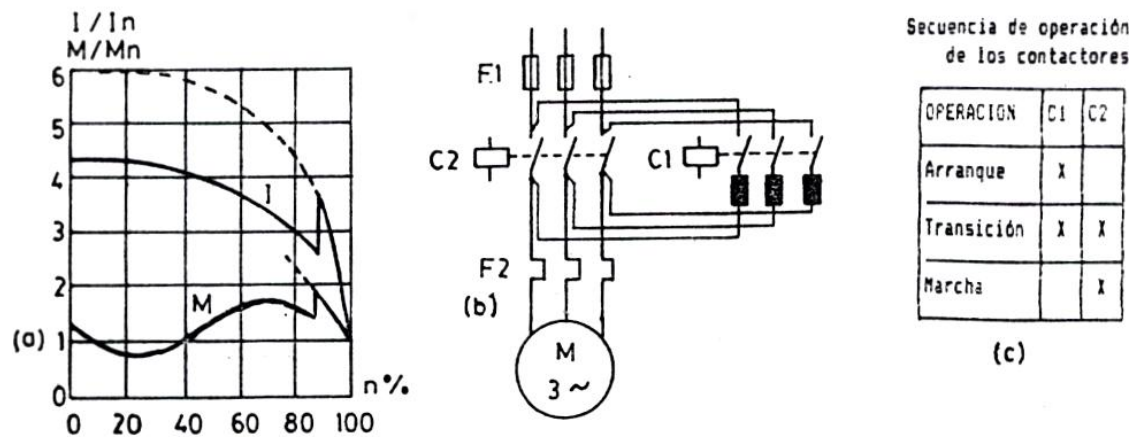 I / In
M/Mn
6
5
4
3
2
1
0
I
M
(a)
n%
0 20 40 60 80 100
F1
C2
C1
F2
(b)
M
3 ~
Secuencia de operación
de los contactores
OPERACION C1 C2
Arranque X
Transición X X
Marcha X
(c)